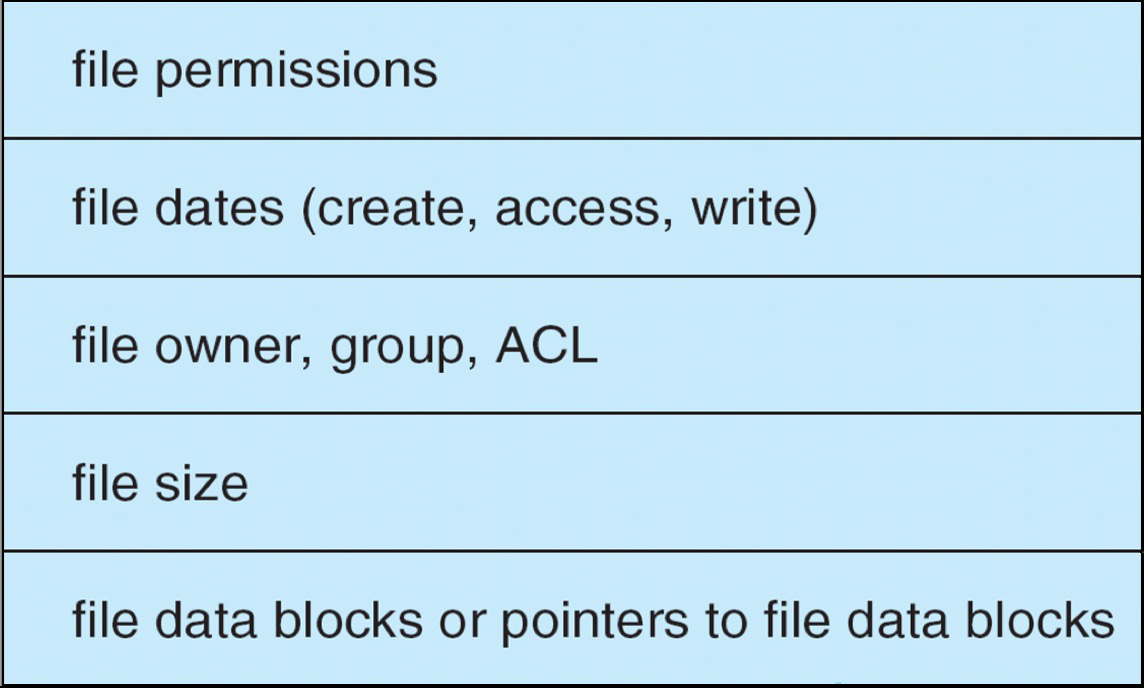 file permissions
file dates (create, access, write)
file owner, group, ACL
file size
file data blocks or pointers to file data blocks